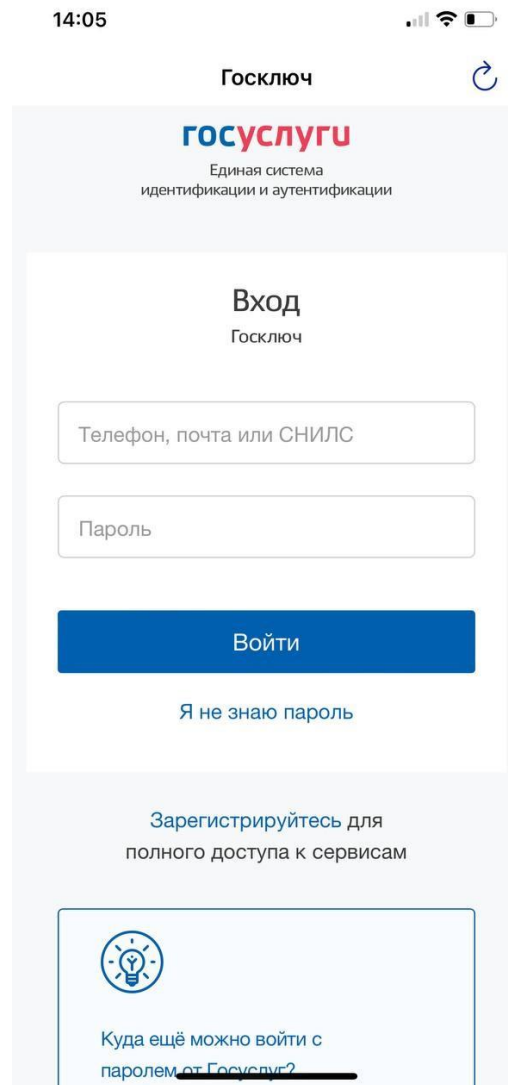 14:05
Госключ
госуслуги
Единая система
идентификации и аутентификации
Вход
Госключ
Телефон, почта или СНИЛС
Пароль
Войти
Я не знаю пароль
Зарегистрируйтесь для
полного доступа к сервисам
Куда ещё можно войти с
паролем от Госуслуг?